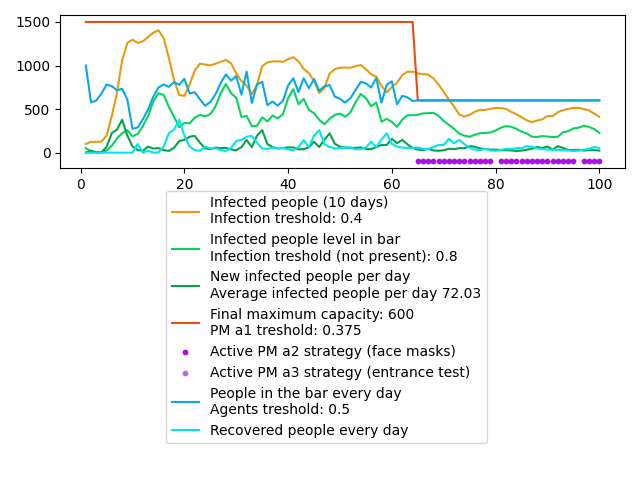 1500
1000
500
0
0
20
40
60
80
100
Infected people (10 days)
Infection treshold: 0.4
Infected people level in bar
Infection treshold (not present): 0.8
New infected people per day
Average infected people per day 72.03
Final maximum capacity: 600
PM a1 treshold: 0.375
Active PM a2 strategy (face masks)
Active PM a3 strategy (entrance test)
People in the bar every day
Agents treshold: 0.5
Recovered people every day